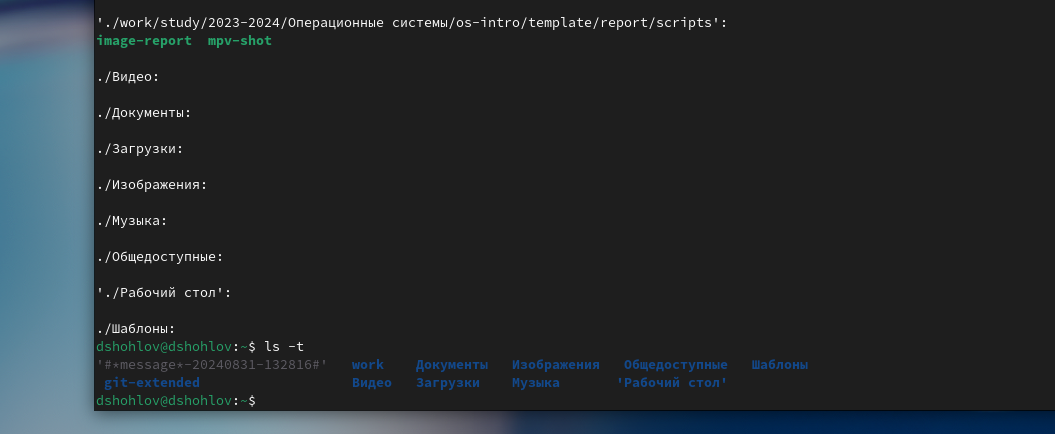 './work/study/2023-2024/Операционные системы/os-intro/template/report/scripts':
image-report  mpv-shot
./Видео:
./Документы:
./Загрузки:
./Изображения:
./Музыка:
./Общедоступные:
'./Рабочий стол':
./Шаблоны:
dshohlov@dshohlov:~$ ls -t
'#*message*-20240831-132816#'   work    Документы   Изображения   Общедоступные   Шаблоны
git-extended                   Видео   Загрузки    Музыка       'Рабочий стол'
dshohlov@dshohlov:~$